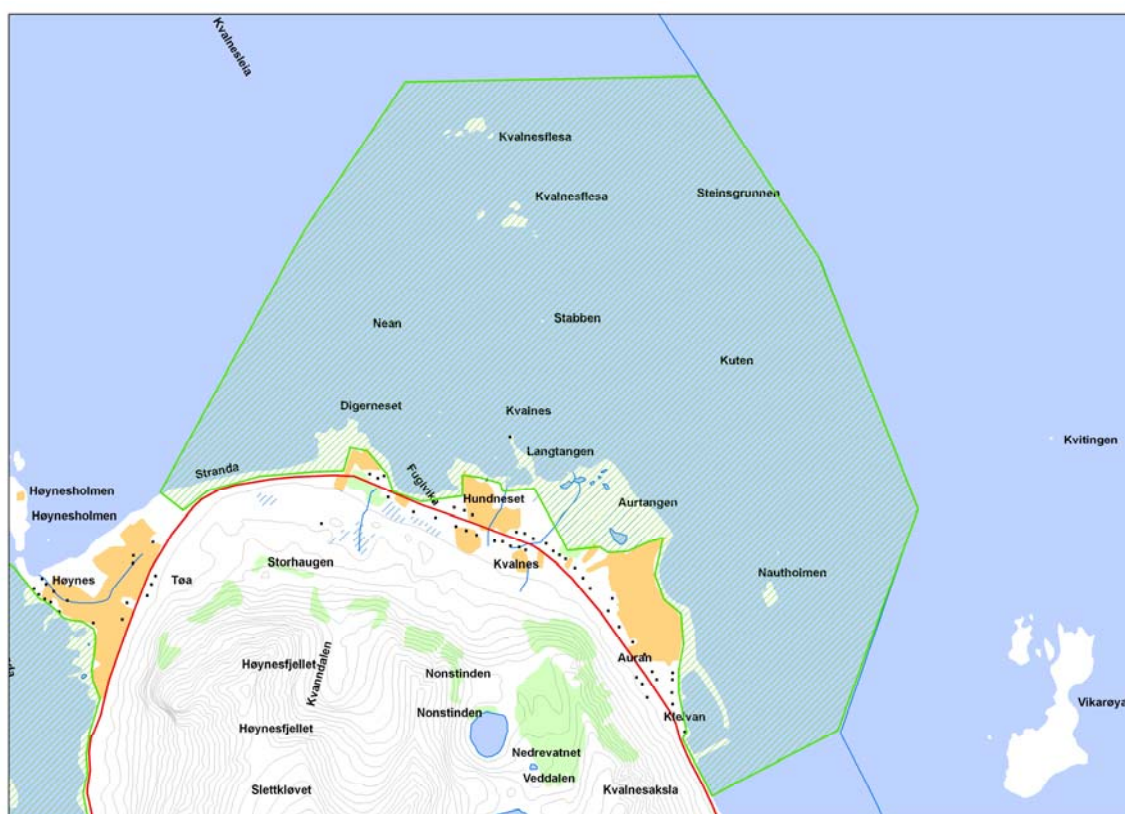 Kvalnesleia
Kvalnesflesa
Kvalnesflesa
Steinsgrunnen
Stabben
Nean
Kuten
Digerneset
Kvalnes
Kvitingen
Langtangen
Stranda
Fugivika
Høynesholmen
Hundneset
Aurtangen
Høynesholmen
Storhaugen
Kvalnes
Nautholmen
Høynes
Tøa
Auran
Høynesfjellet
Kvanndalen
Nonstinden
Vikarøya
Nonstinden
Kleivan
Høynesfjellet
Nedrevatnet
Veddalen
Slettkløvet
Kvalnesaksla